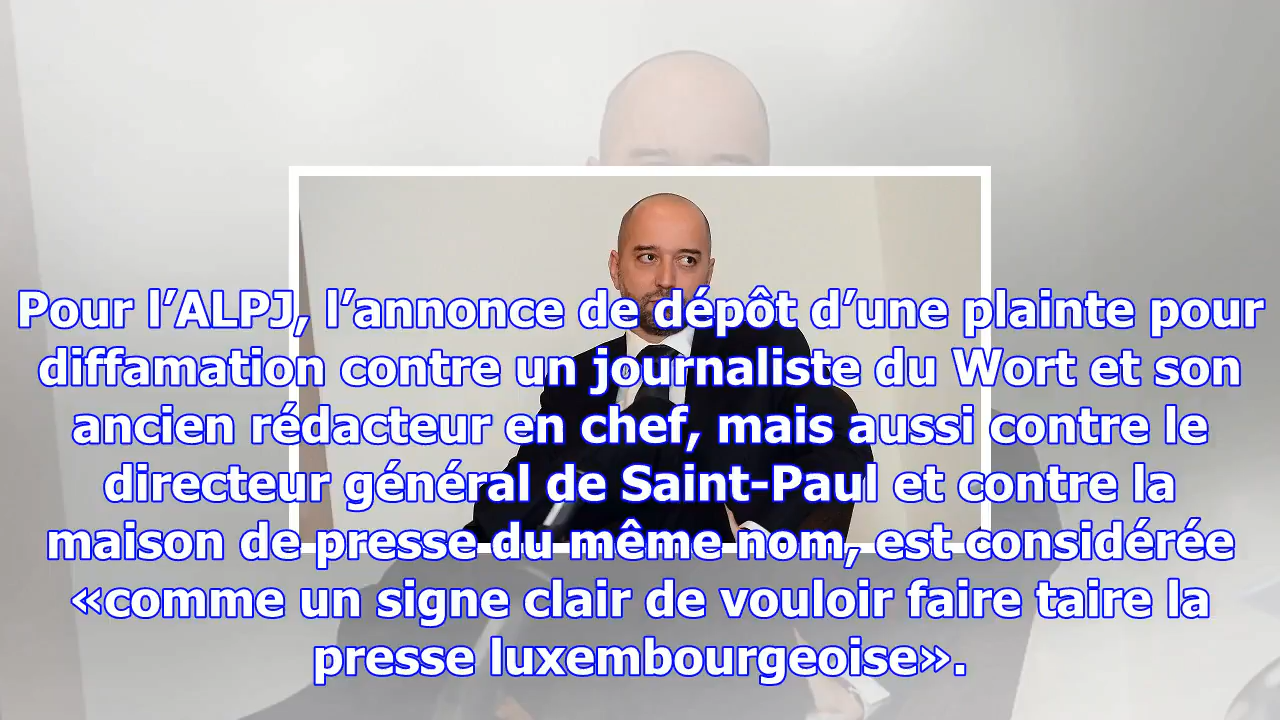 Pour l’ALPJ, l’annonce de dépôt d’une plainte pour
diffamation contre un journaliste du Wort et son
ancien rédacteur en chef, mais aussi contre le
directeur général de Saint-Paul et contre la
maison de presse du même nom, est considérée
«comme un signe clair de vouloir faire taire la
presse luxembourgeoise».